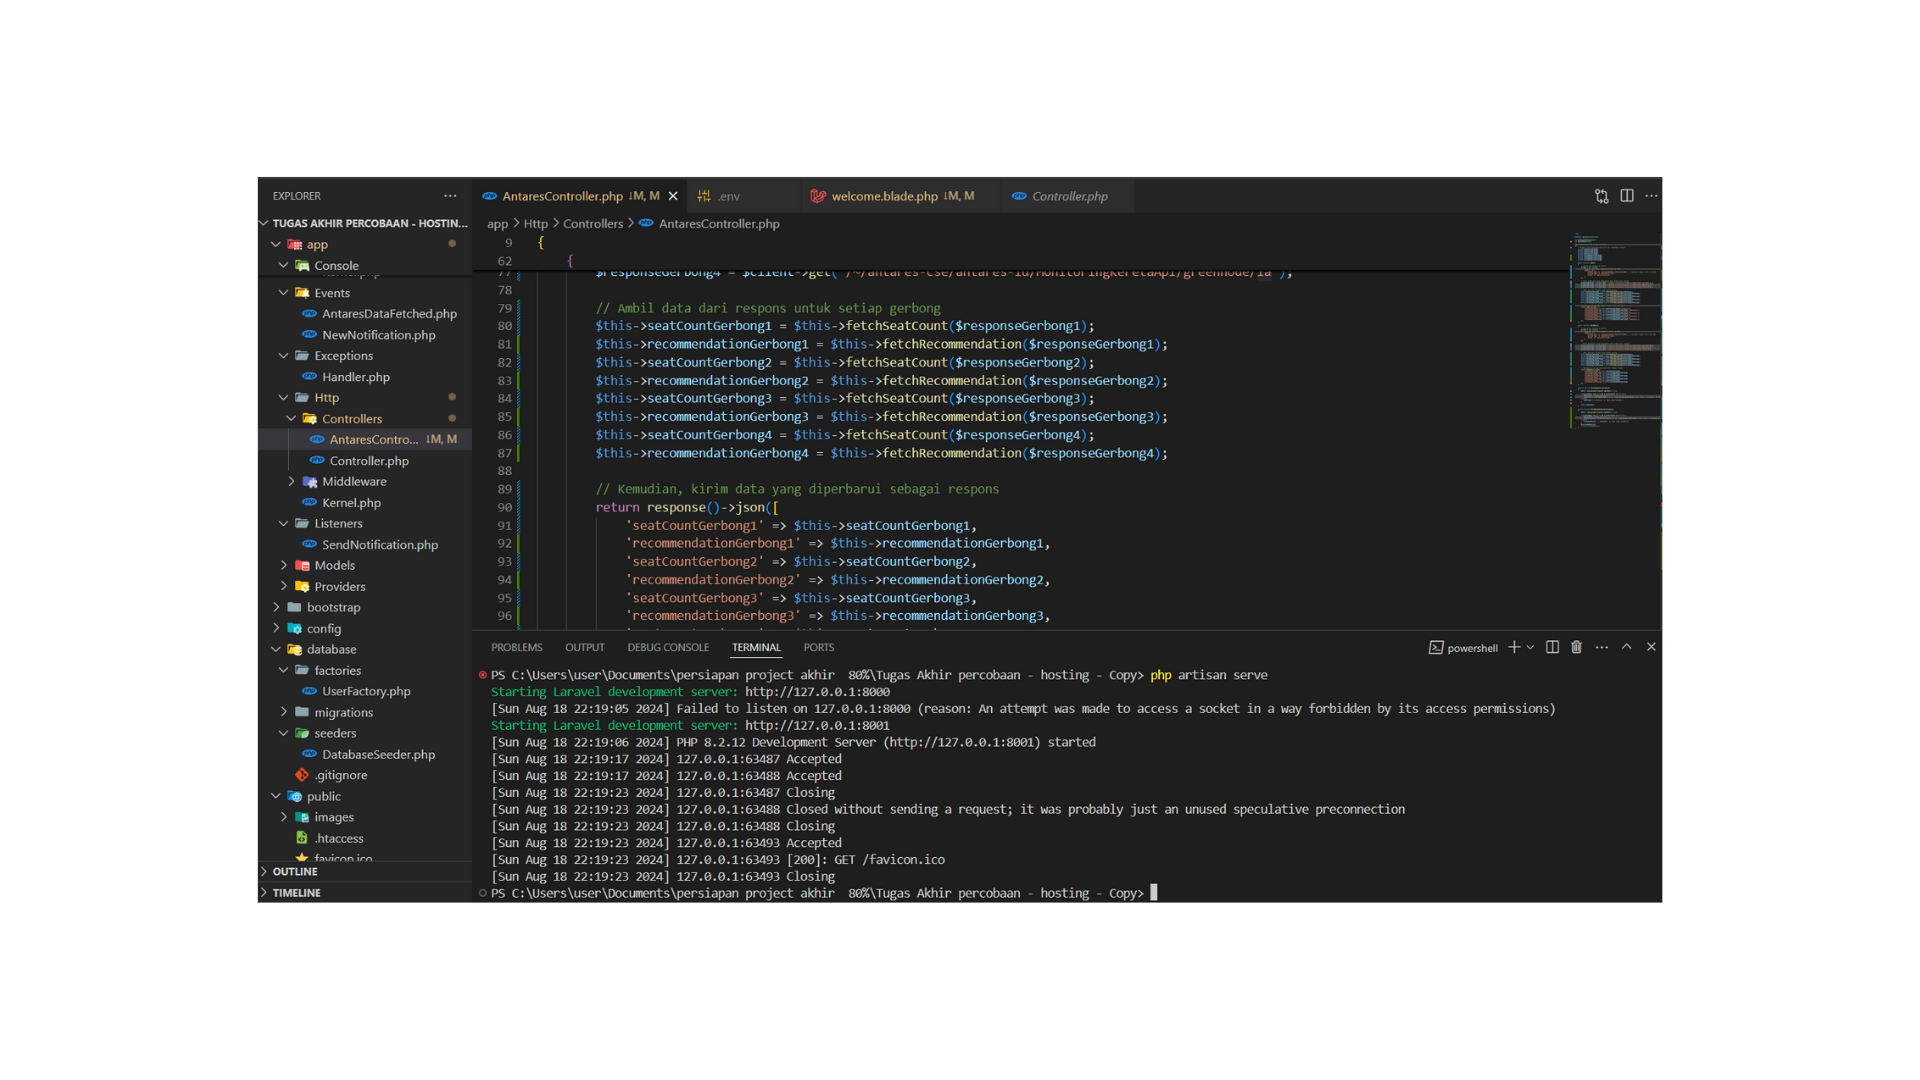 EXPLORER
TUGAS AKHIR PERCOBAAN - HOSTIN...
app
Console
Events
AntaresDataFetched.php
NewNotification.php
Exceptions
Handler.php
Http
Controllers
AntaresContro... !M, M
Controller.php
Middleware
Kernel.php
Listeners
SendNotification.php
Models
Providers
bootstrap
config
database
factories
UserFactory.php
migrations
seeders
DatabaseSeeder.php
.gitignore
public
images
.htaccess
favicon.ico
OUTLINE
TIMELINE
AntaresController.php !M, M
.env
welcome.blade.php !M, M
Controller.php
app > Http > Controllers > AntaresController.php
9 {
62 {
77 $responseGerbong4 = $client->get('/~/antares-cse/antares-id/MonitoringKeretaApi/greennode/la');
78
79 // Ambil data dari respons untuk setiap gerbong
80 $this->seatCountGerbong1 = $this->fetchSeatCount($responseGerbong1);
81 $this->recommendationGerbong1 = $this->fetchRecommendation($responseGerbong1);
82 $this->seatCountGerbong2 = $this->fetchSeatCount($responseGerbong2);
83 $this->recommendationGerbong2 = $this->fetchRecommendation($responseGerbong2);
84 $this->seatCountGerbong3 = $this->fetchSeatCount($responseGerbong3);
85 $this->recommendationGerbong3 = $this->fetchRecommendation($responseGerbong3);
86 $this->seatCountGerbong4 = $this->fetchSeatCount($responseGerbong4);
87 $this->recommendationGerbong4 = $this->fetchRecommendation($responseGerbong4);
88
89 // Kemudian, kirim data yang diperbarui sebagai respons
90 return response()->json([
91 'seatCountGerbong1' => $this->seatCountGerbong1,
92 'recommendationGerbong1' => $this->recommendationGerbong1,
93 'seatCountGerbong2' => $this->seatCountGerbong2,
94 'recommendationGerbong2' => $this->recommendationGerbong2,
95 'seatCountGerbong3' => $this->seatCountGerbong3,
96 'recommendationGerbong3' => $this->recommendationGerbong3,
PROBLEMS OUTPUT DEBUG CONSOLE TERMINAL PORTS
powershell
PS C:\Users\user\Documents\persiapan project akhir  80%\Tugas Akhir percobaan - hosting - Copy> php artisan serve
Starting Laravel development server: http://127.0.0.1:8000
[Sun Aug 18 22:19:05 2024] Failed to listen on 127.0.0.1:8000 (reason: An attempt was made to access a socket in a way forbidden by its access permissions)
Starting Laravel development server: http://127.0.0.1:8001
[Sun Aug 18 22:19:06 2024] PHP 8.2.12 Development Server (http://127.0.0.1:8001) started
[Sun Aug 18 22:19:17 2024] 127.0.0.1:63487 Accepted
[Sun Aug 18 22:19:17 2024] 127.0.0.1:63488 Accepted
[Sun Aug 18 22:19:23 2024] 127.0.0.1:63487 Closing
[Sun Aug 18 22:19:23 2024] 127.0.0.1:63488 Closed without sending a request; it was probably just an unused speculative preconnection
[Sun Aug 18 22:19:23 2024] 127.0.0.1:63488 Closing
[Sun Aug 18 22:19:23 2024] 127.0.0.1:63493 Accepted
[Sun Aug 18 22:19:23 2024] 127.0.0.1:63493 [200]: GET /favicon.ico
[Sun Aug 18 22:19:23 2024] 127.0.0.1:63493 Closing
PS C:\Users\user\Documents\persiapan project akhir  80%\Tugas Akhir percobaan - hosting - Copy>